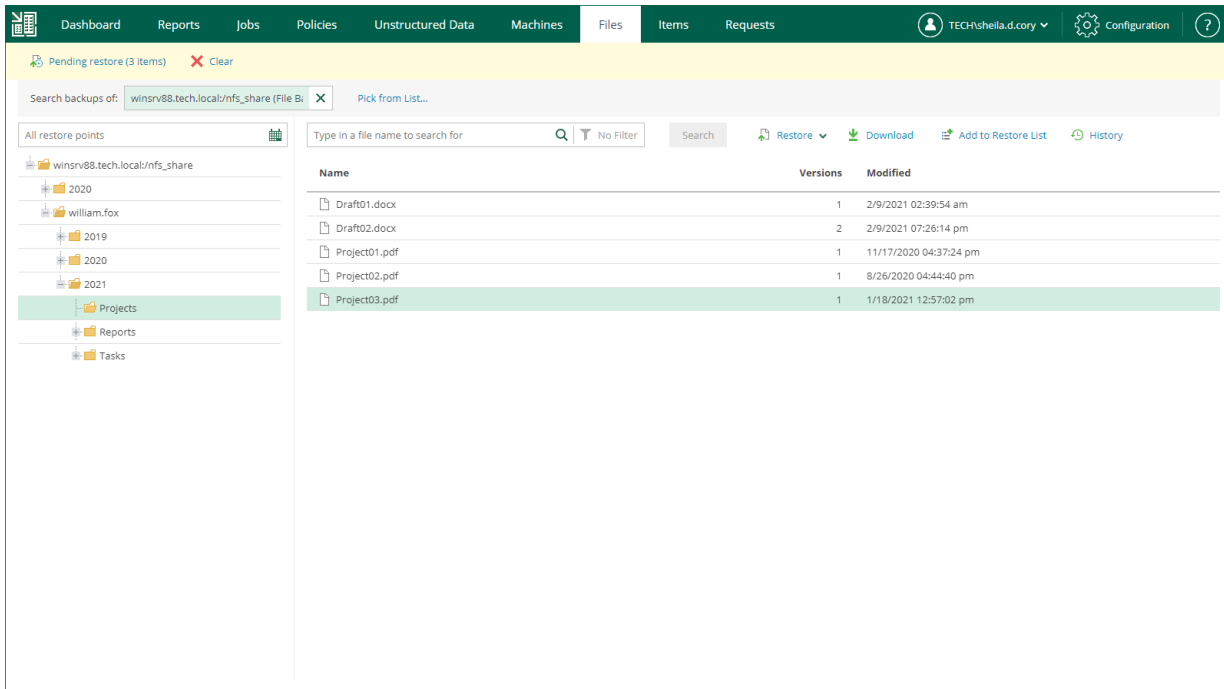 Dashboard Reports Jobs Policies Unstructured Data Machines Files Items Requests TECH\sheila.d.cory Configuration ?
Pending restore (3 items) Clear
Search backups of: winsrv88.tech.local:/nfs_share (File Ba Pick from List...
All restore points Type in a file name to search for No Filter Search Restore Download Add to Restore List History
winsrv88.tech.local:/nfs_share
2020
william.fox
2019
2020
2021
Projects
Reports
Tasks
Name Versions Modified
Draft01.docx 1 2/9/2021 02:39:54 am
Draft02.docx 2 2/9/2021 07:26:14 pm
Project01.pdf 1 11/17/2020 04:37:24 pm
Project02.pdf 1 8/26/2020 04:44:40 pm
Project03.pdf 1 1/18/2021 12:57:02 pm